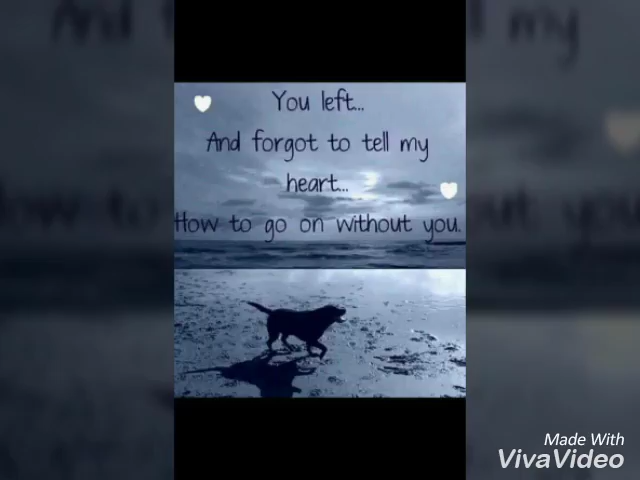 You left...
And forgot to tell my
heart...
How to go on without you.
Made With
VivaVideo